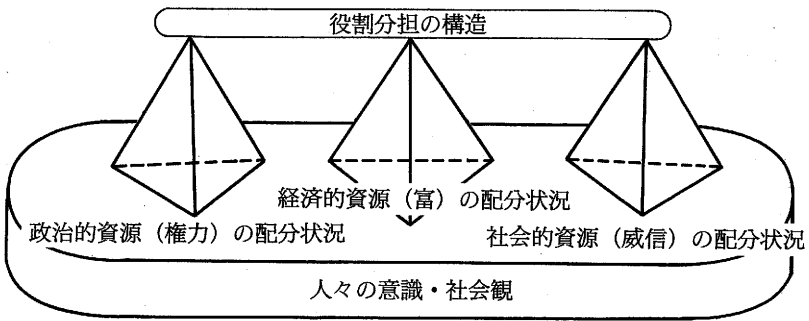 役割分担の構造
経済的資源（富）の配分状況
政治的資源（権力）の配分状況
社会的資源（威信）の配分状況
人々の意識・社会観